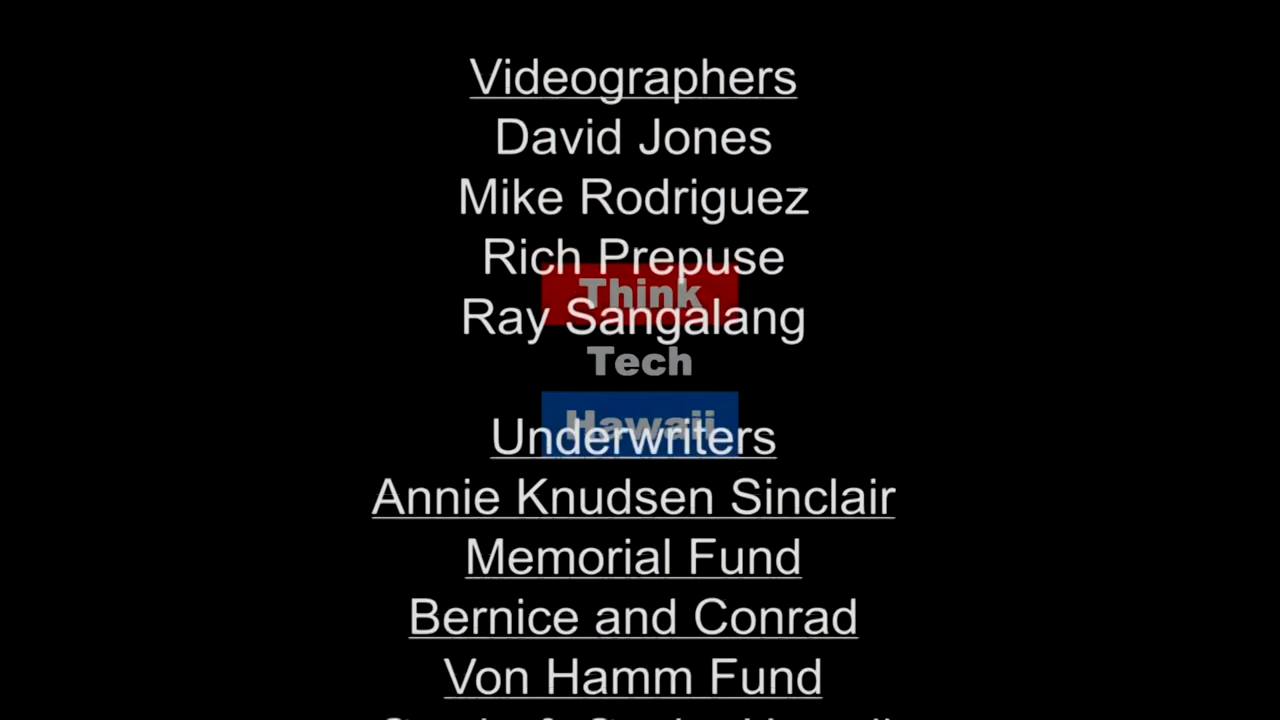 Videographers
David Jones
Mike Rodriguez
Rich Prepuse
Think
Ray Sangalang
Tech
Hawaii
Underwriters
Annie Knudsen Sinclair
Memorial Fund
Bernice and Conrad
Von Hamm Fund